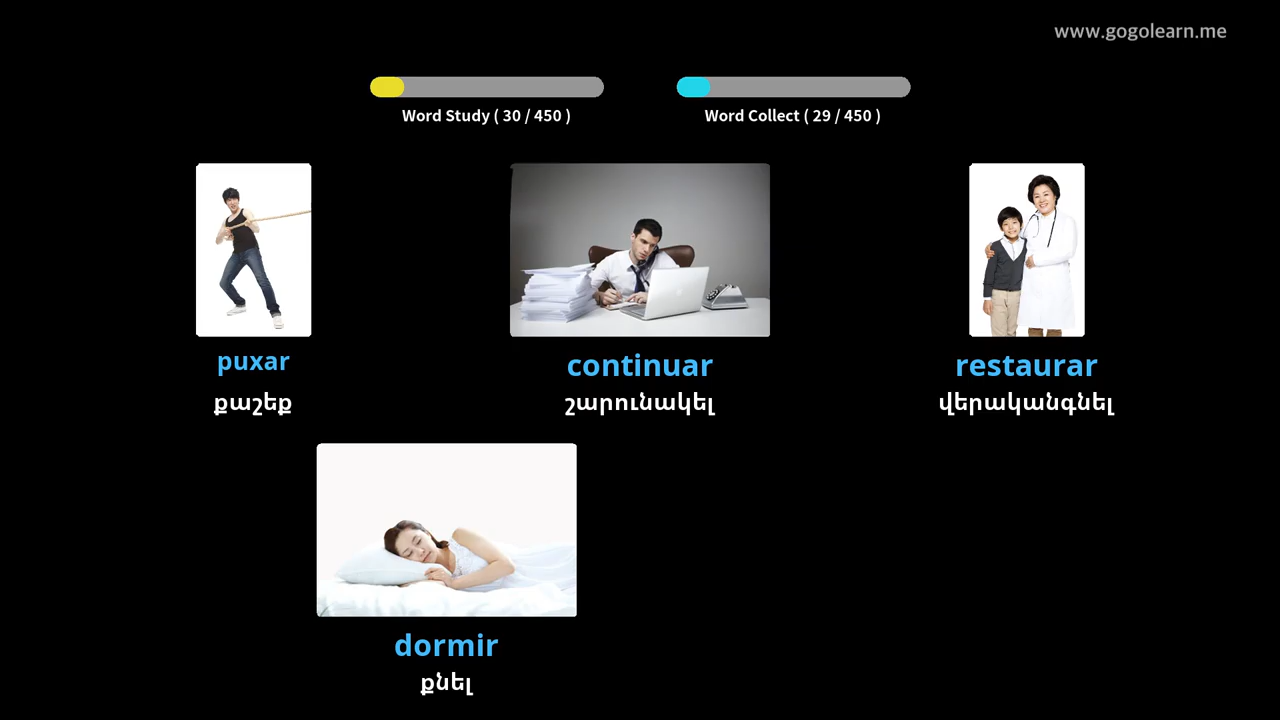 www.gogolearn.me
Word Study ( 30 / 450 )
Word Collect ( 29 / 450 )
puxar
քաշեք
continuar
շարունակել
restaurar
վերականգնել
dormir
քնել